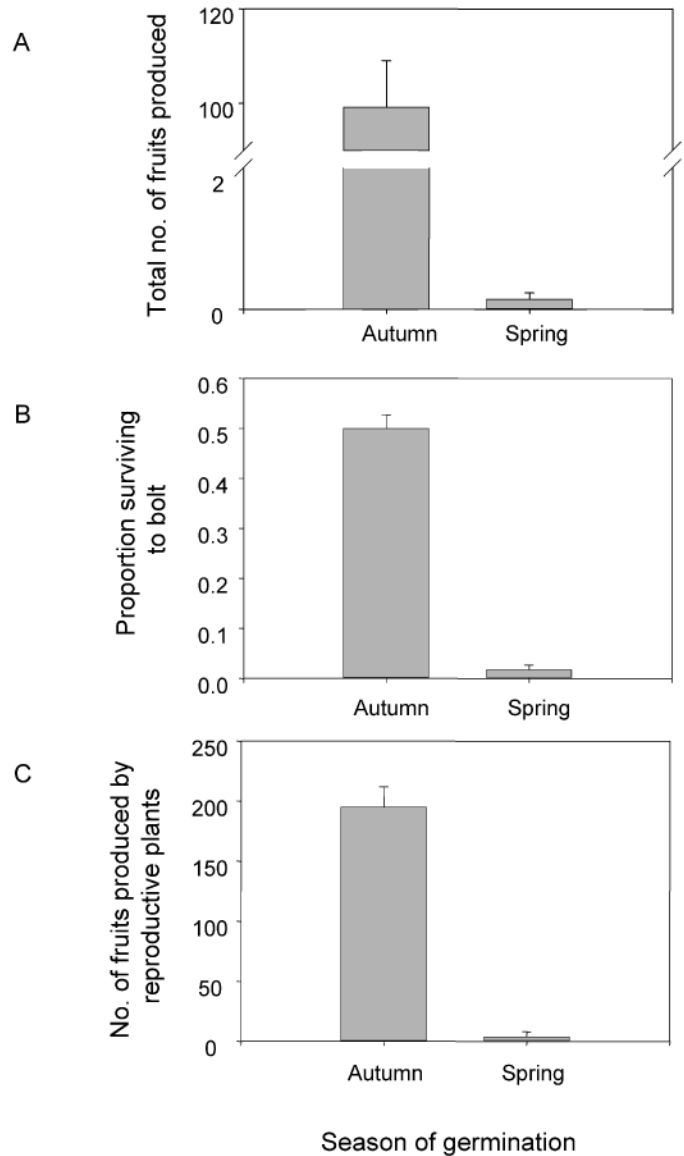 A
Total no. of fruits produced
120
100
2
0
Autumn Spring
B
Proportion surviving
to bolt
0.6
0.5
0.4
0.3
0.2
0.1
0.0
Autumn Spring
C
No. of fruits produced by
reproductive plants
250
200
150
100
50
0
Autumn Spring
Season of germination